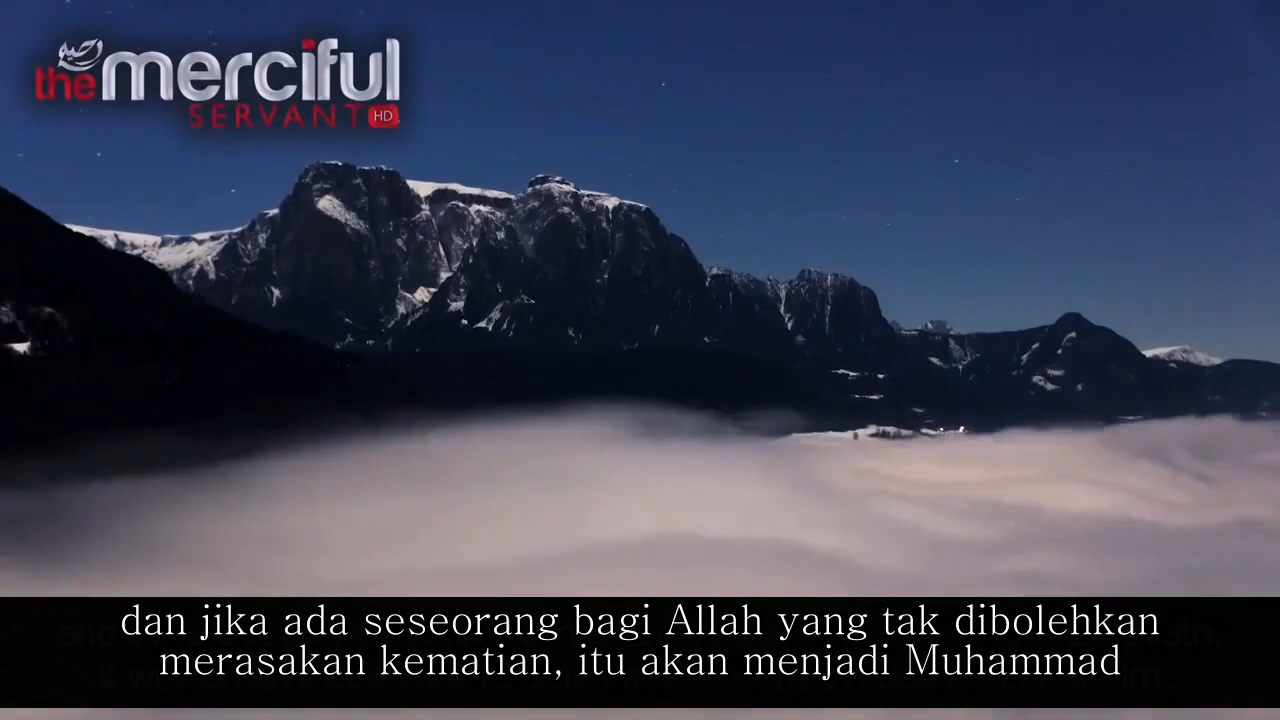 the merciful
SERVANT HD
dan jika ada seseorang bagi Allah yang tak dibolehkan
merasakan kematian, itu akan menjadi Muhammad